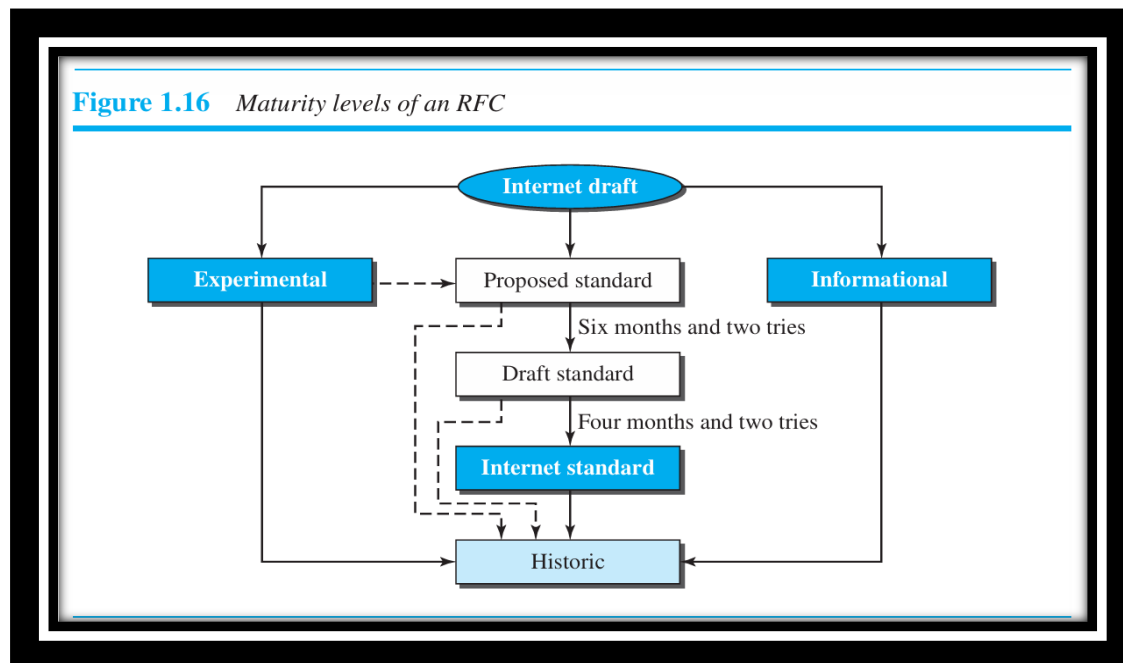 Figure 1.16 Maturity levels of an RFC
Internet draft
Experimental
Proposed standard
Informational
Six months and two tries
Draft standard
Four months and two tries
Internet standard
Historic